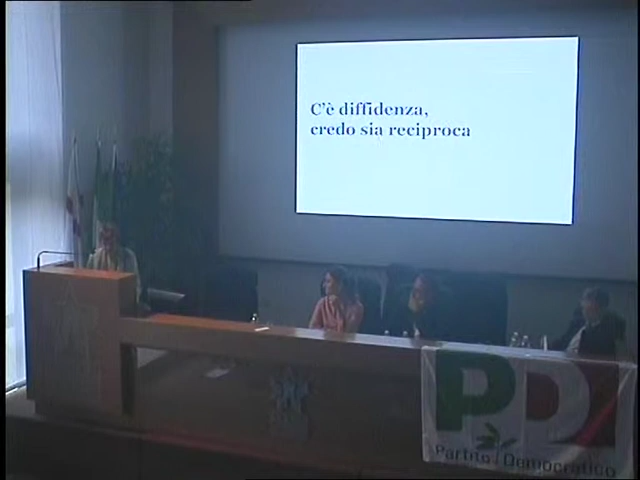 C'è diffidenza,
credo sia reciproca
PD
Partito Democratico